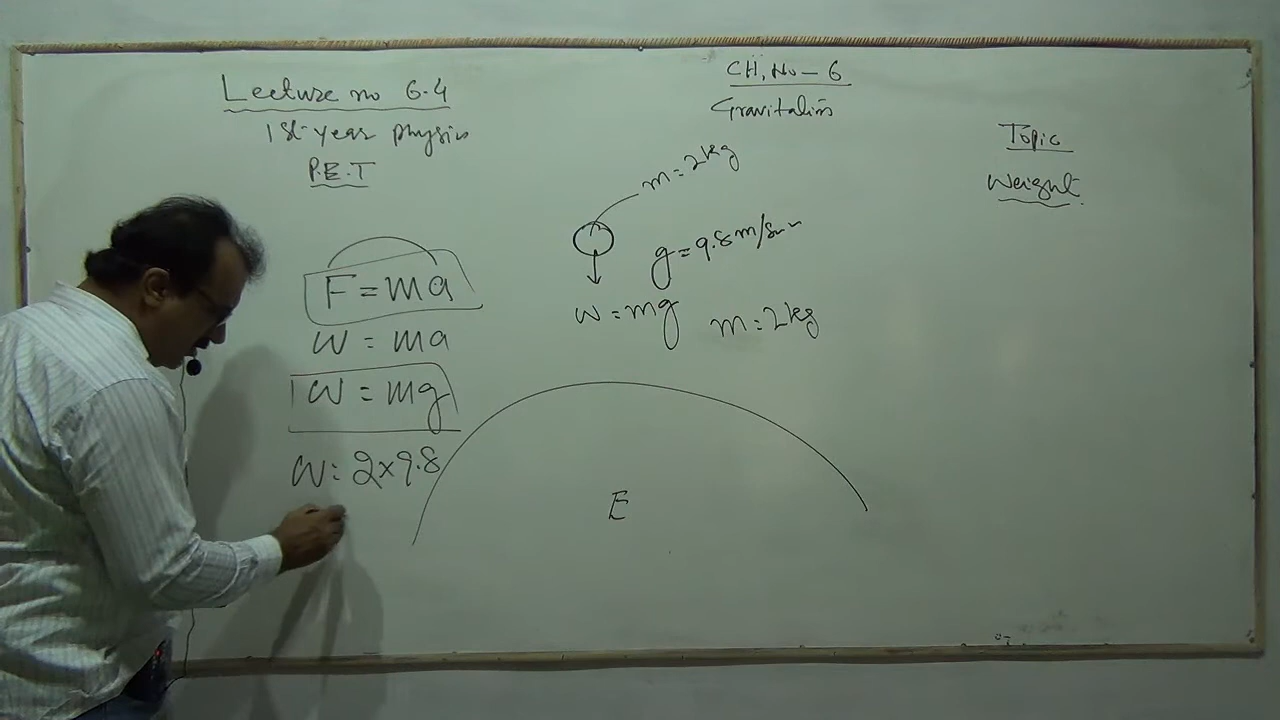 Lecture no 6.4
1st year physics
P.E.T
CH, No - 6
Gravitation
Topic
Weight
m = 2kg
g = 9.8 m/sec
W = mg
m = 2kg
F = ma
W = ma
W = mg
W = 2×9.8
E